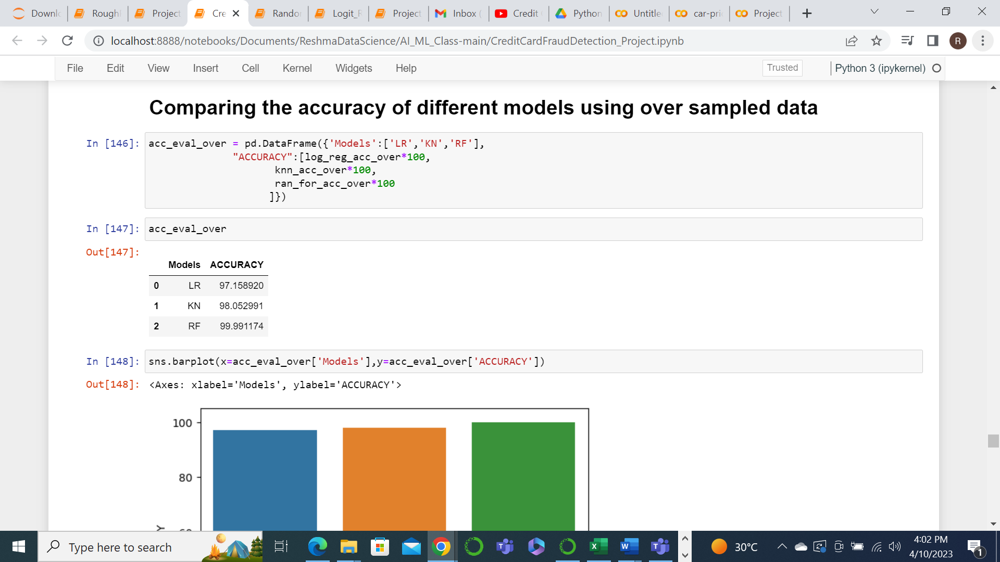 Downl
Rough
Project
Cre
Rando
Logit_R
Project
Inbox (
Credit
Python
Untitle
car-pri
Project
localhost:8888/notebooks/Documents/ReshmaDataScience/AI_ML_Class-main/CreditCardFraudDetection_Project.ipynb
R
File Edit View Insert Cell Kernel Widgets Help
Trusted
Python 3 (ipykernel)
Comparing the accuracy of different models using over sampled data
In [146]: acc_eval_over = pd.DataFrame({'Models':['LR','KN','RF'],
"ACCURACY":[log_reg_acc_over*100,
knn_acc_over*100,
ran_for_acc_over*100
]})
In [147]: acc_eval_over
Out[147]:
Models ACCURACY
0 LR 97.158920
1 KN 98.052991
2 RF 99.991174
In [148]: sns.barplot(x=acc_eval_over['Models'],y=acc_eval_over['ACCURACY'])
Out[148]: <Axes: xlabel='Models', ylabel='ACCURACY'>
100
80
Type here to search
30°C
4:02 PM
4/10/2023
1